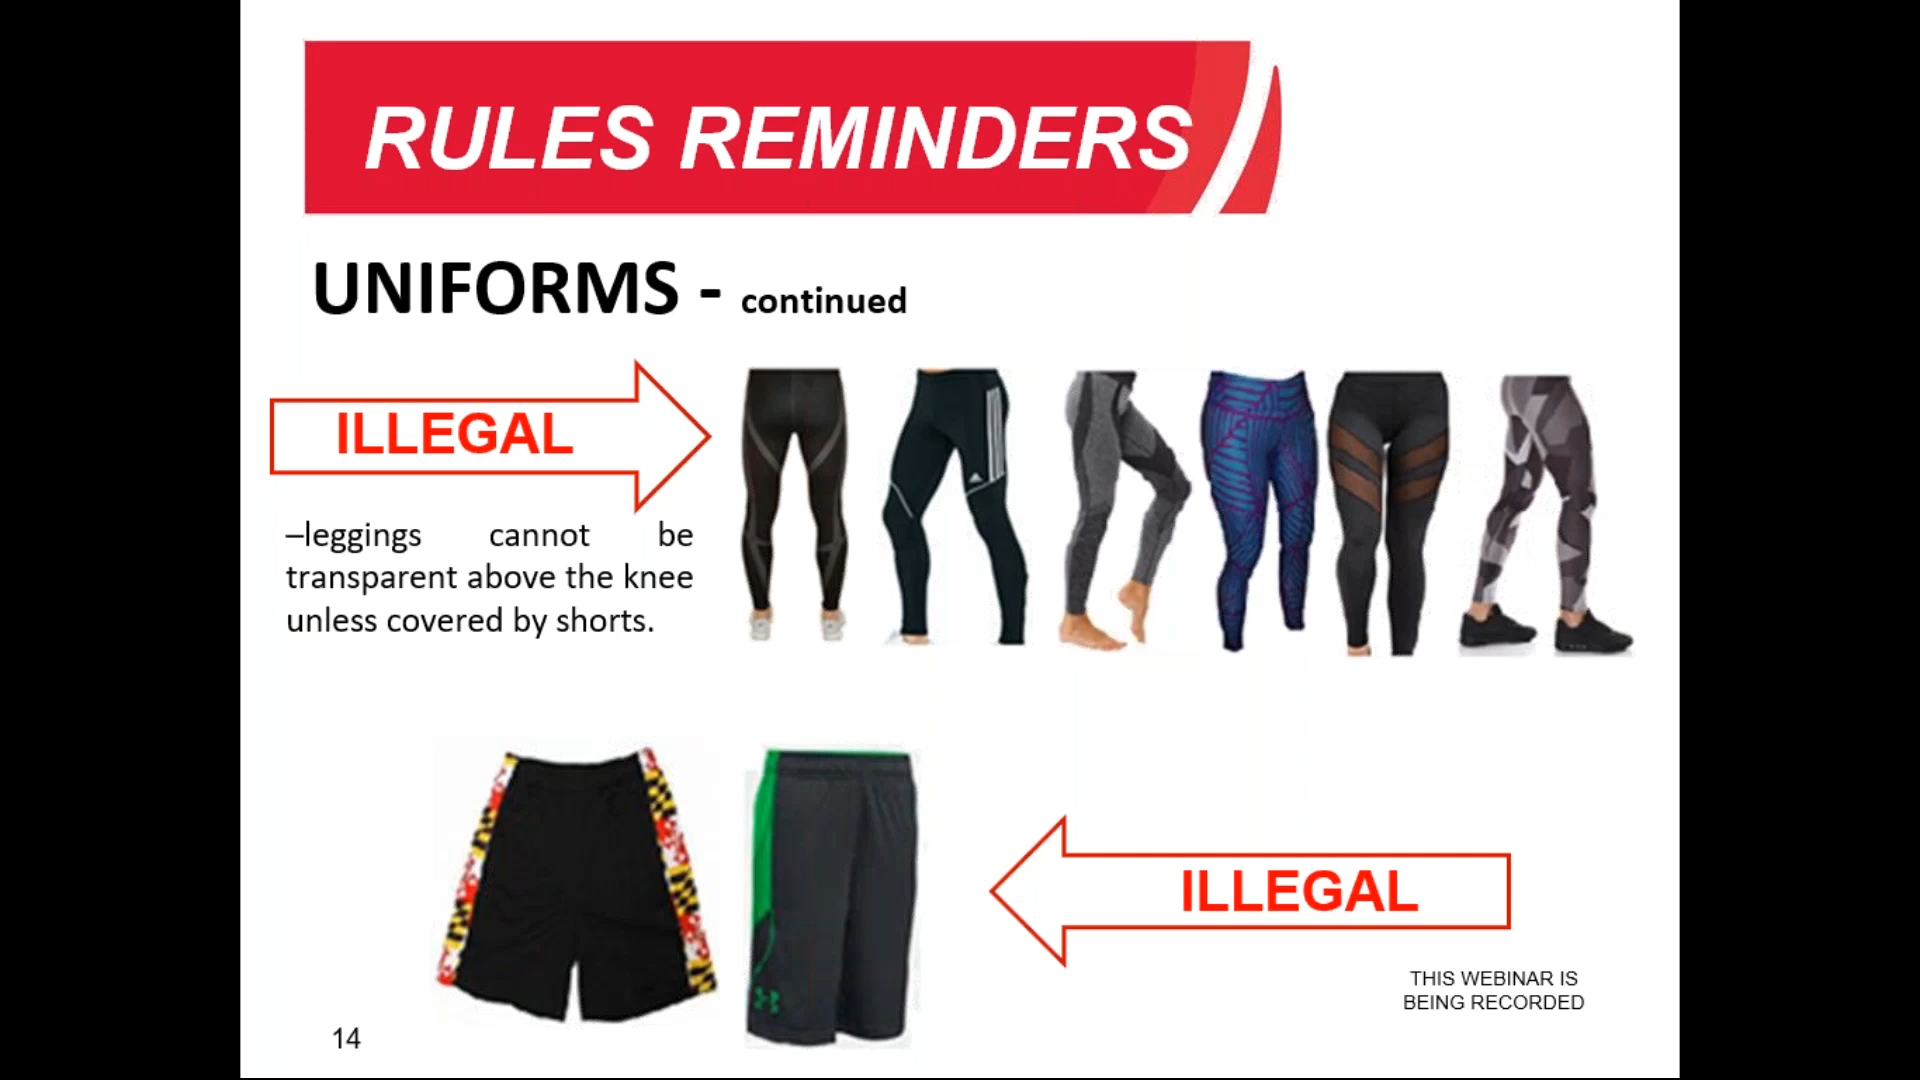 RULES REMINDERS
UNIFORMS - continued
ILLEGAL
–leggings cannot be
transparent above the knee
unless covered by shorts.
ILLEGAL
THIS WEBINAR IS
BEING RECORDED
14